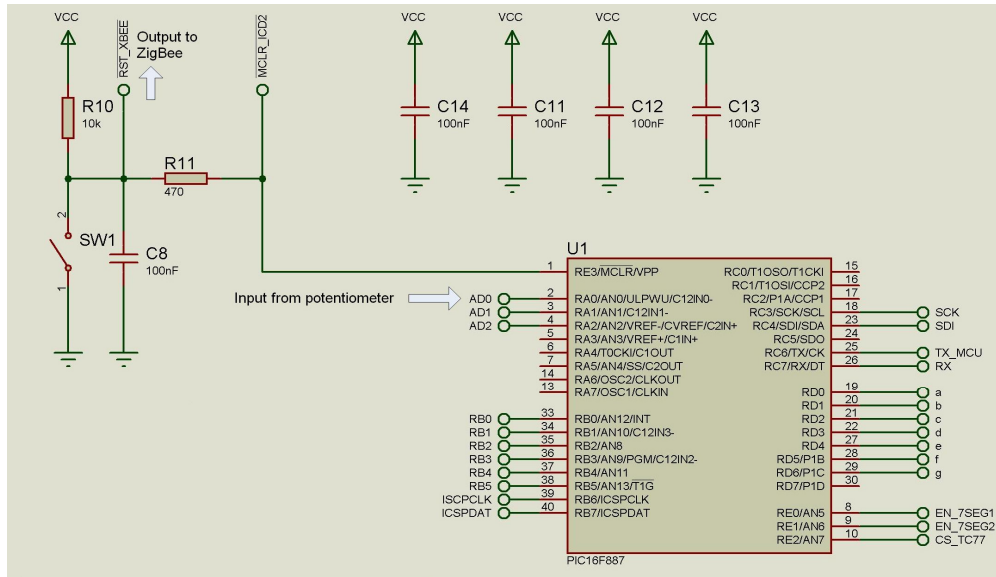 VCC
RST_XBEE
Output to
ZigBee
MCLR_ICD2
VCC
VCC
VCC
VCC
R10
10k
C14
100nF
C11
100nF
C12
100nF
C13
100nF
R11
470
2
SW1
1
C8
100nF
U1
Input from potentiometer
AD0
AD1
AD2
RB0
RB1
RB2
RB3
RB4
RB5
ISCPCLK
ICSPDAT
1 RE3/MCLR/VPP
2 RA0/AN0/ULPWU/C12IN0-
3 RA1/AN1/C12IN1-
4 RA2/AN2/VREF-/CVREF/C2IN+
5 RA3/AN3/VREF+/C1IN+
6 RA4/T0CKI/C1OUT
7 RA5/AN4/SS/C2OUT
14 RA6/OSC2/CLKOUT
13 RA7/OSC1/CLKIN
33 RB0/AN12/INT
34 RB1/AN10/C12IN3-
35 RB2/AN8
36 RB3/AN9/PGM/C12IN2-
37 RB4/AN11
38 RB5/AN13/T1G
39 RB6/ICSPCLK
40 RB7/ICSPDAT
RC0/T1OSO/T1CKI 15
RC1/T1OSI/CCP2 16
RC2/P1A/CCP1 17
RC3/SCK/SCL 18 SCK
RC4/SDI/SDA 23 SDI
RC5/SDO 24
RC6/TX/CK 25 TX_MCU
RC7/RX/DT 26 RX
RD0 19 a
RD1 20 b
RD2 21 c
RD3 22 d
RD4 27 e
RD5/P1B 28 f
RD6/P1C 29 g
RD7/P1D 30
RE0/AN5 8 EN_7SEG1
RE1/AN6 9 EN_7SEG2
RE2/AN7 10 CS_TC77
PIC16F887